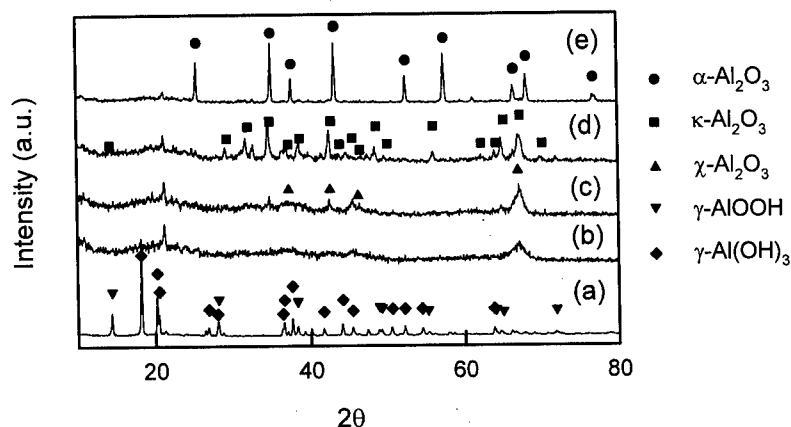 Intensity (a.u.)
(e)
(d)
(c)
(b)
(a)
20
40
60
80
2θ
α-Al₂O₃
κ-Al₂O₃
χ-Al₂O₃
γ-AlOOH
γ-Al(OH)₃